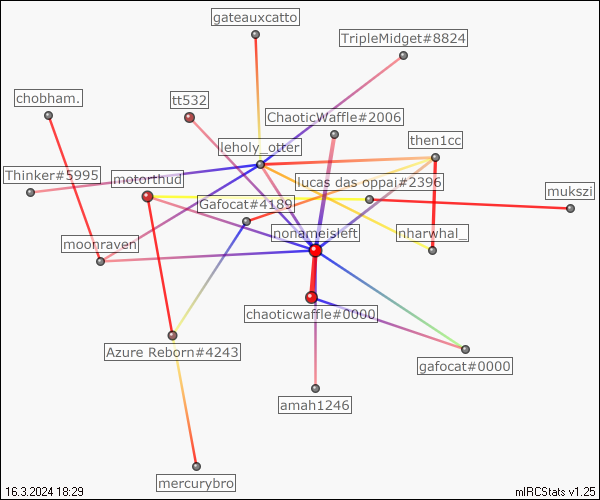 gateauxcatto
TripleMidget#8824
chobham.
tt532
ChaoticWaffle#2006
leholy_otter
then1cc
Thinker#5995
motorthud
lucas das oppai#2396
mukszi
Gafocat#4189
moonraven
nonameisleft
nharwhal_
chaoticwaffle#0000
Azure Reborn#4243
gafocat#0000
amah1246
mercurybro
16.3.2024 18:29
mIRCStats v1.25